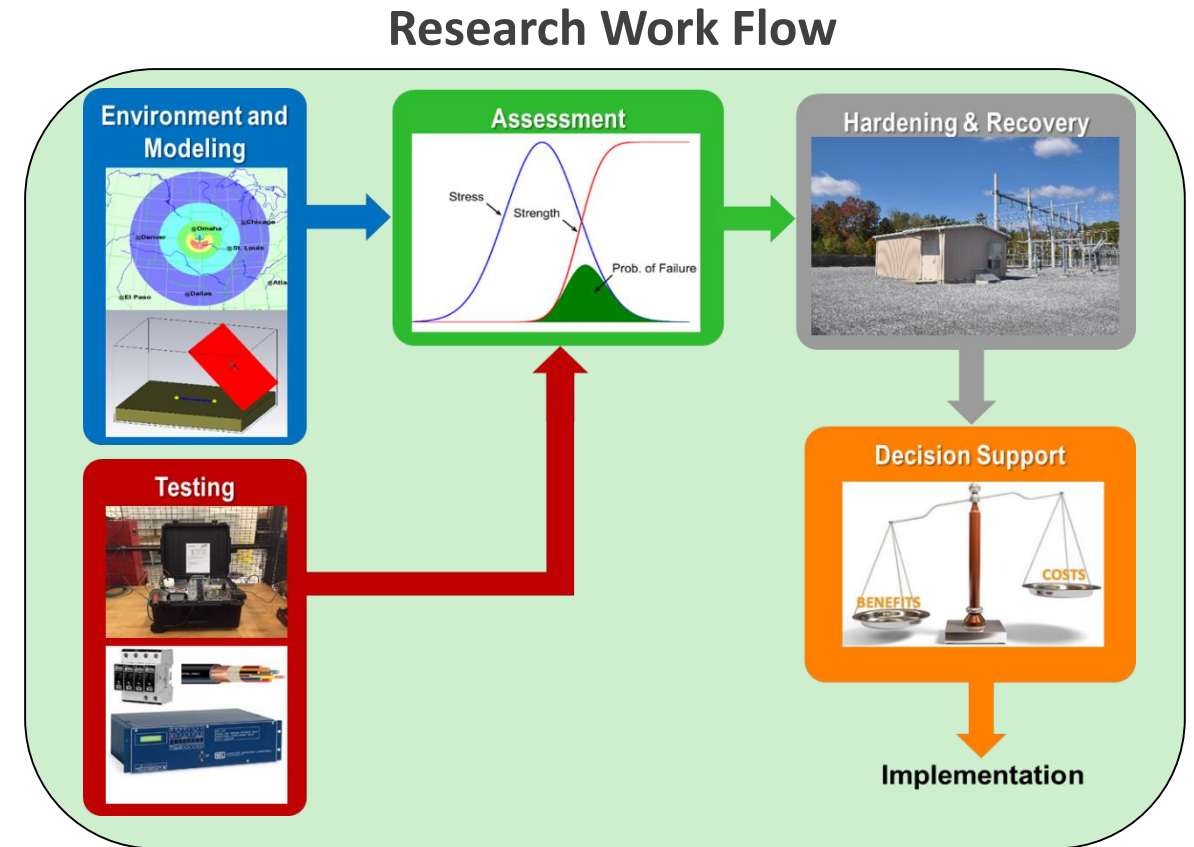 Research Work Flow
Environment and
Modeling
Omaha
Chicago
Denver
St. Louis
El Paso
Dallas
Atla
Assessment
Stress
Strength
Prob. of Failure
Hardening & Recovery
Testing
Decision Support
COSTS
BENEFITS
Implementation